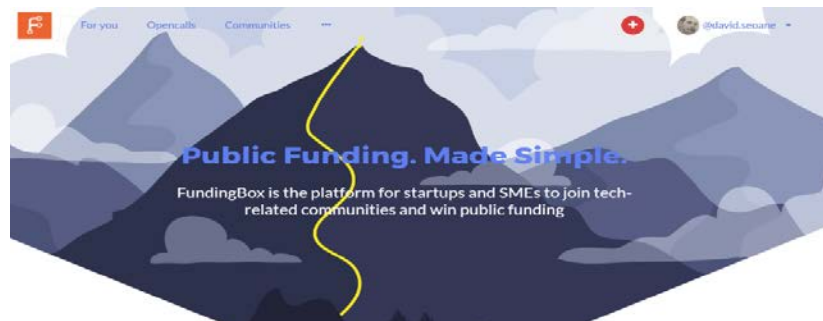 For you Opencalls Communities ... @david.seoane
Public Funding. Made Simple.
FundingBox is the platform for startups and SMEs to join tech-
related communities and win public funding